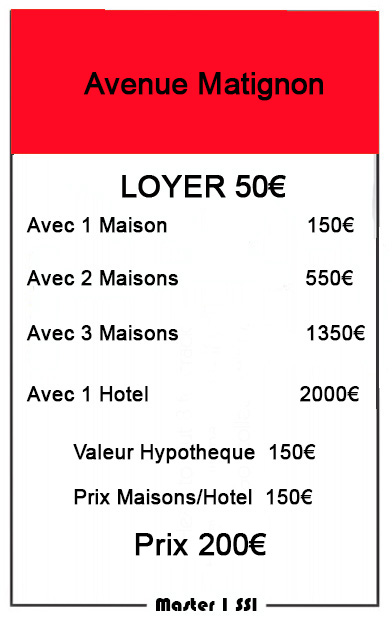 Avenue Matignon
LOYER 50€
Avec 1 Maison 150€
Avec 2 Maisons 550€
Avec 3 Maisons 1350€
Avec 1 Hotel 2000€
Valeur Hypotheque 150€
Prix Maisons/Hotel 150€
Prix 200€
Master 1 SSI